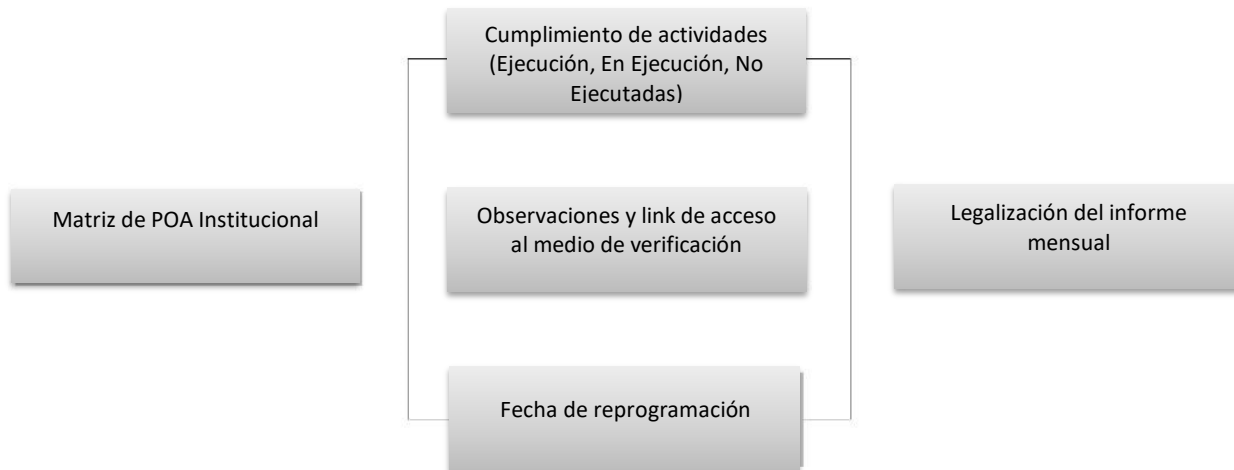 Cumplimiento de actividades
(Ejecución, En Ejecución, No
Ejecutadas)
Matriz de POA Institucional
Observaciones y link de acceso
al medio de verificación
Legalización del informe
mensual
Fecha de reprogramación